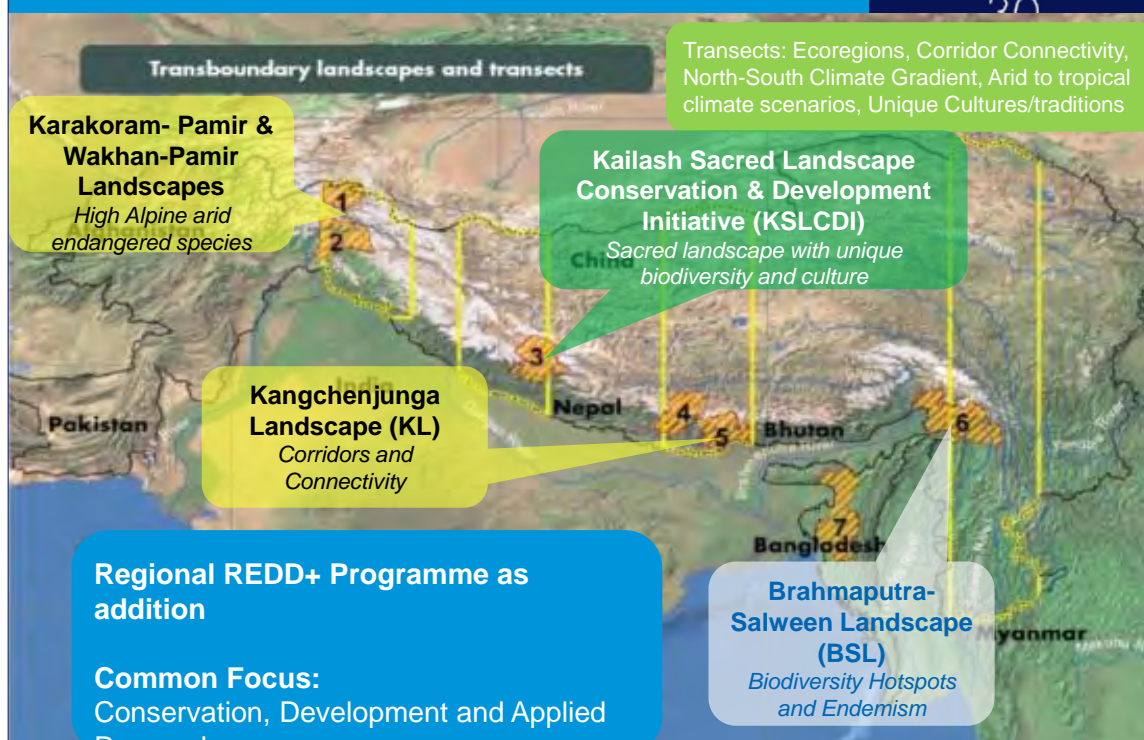 30
Transboundary landscapes and transects
Transects: Ecoregions, Corridor Connectivity,
North-South Climate Gradient, Arid to tropical
climate scenarios, Unique Cultures/traditions
Karakoram- Pamir &
Wakhan-Pamir
Landscapes
High Alpine arid
endangered species
Afghanistan
1
2
Kailash Sacred Landscape
Conservation & Development
Initiative (KSLCDI)
Sacred landscape with unique
biodiversity and culture
China
3
India
Kangchenjunga
Landscape (KL)
Corridors and
Connectivity
Pakistan
Nepal
4
5
Bhutan
6
7
Bangladesh
Brahmaputra-
Salween Landscape
(BSL)
Biodiversity Hotspots
and Endemism
Myanmar
Regional REDD+ Programme as
addition
Common Focus:
Conservation, Development and Applied